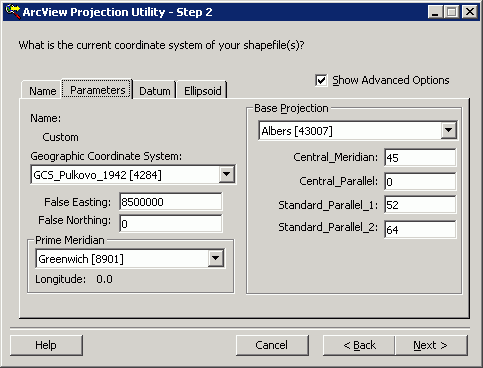 ArcView Projection Utility - Step 2
What is the current coordinate system of your shapefile(s)?
Show Advanced Options
Name Parameters Datum Ellipsoid
Name:
Custom
Geographic Coordinate System:
GCS_Pulkovo_1942 [4284]
False Easting: 8500000
False Northing: 0
Prime Meridian
Greenwich [8901]
Longitude: 0.0
Base Projection
Albers [43007]
Central_Meridian: 45
Central_Parallel: 0
Standard_Parallel_1: 52
Standard_Parallel_2: 64
Help Cancel < Back Next >